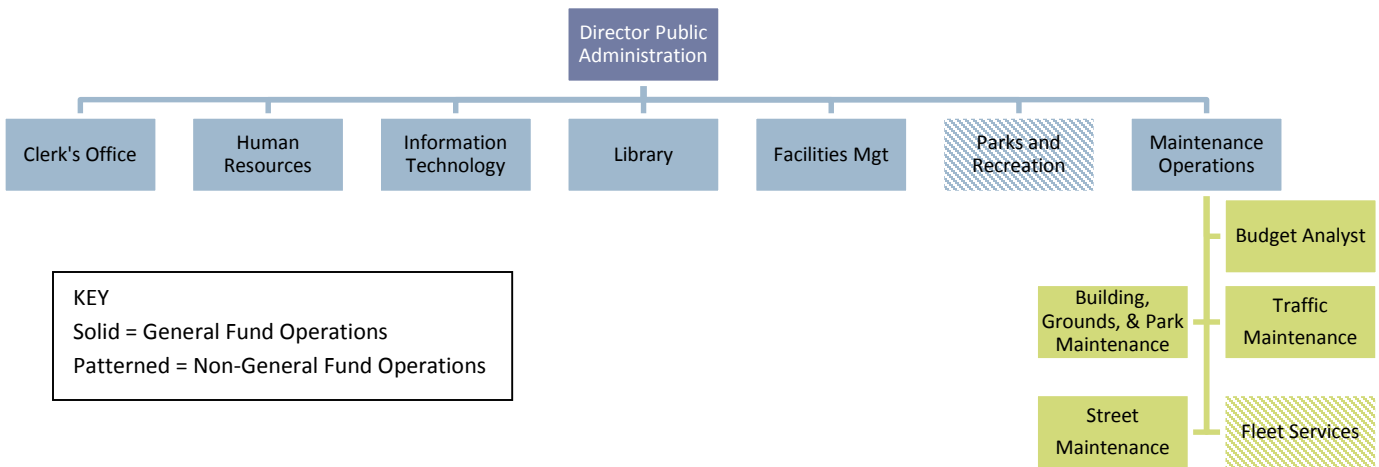 Director Public
Administration
Clerk's Office
Human
Resources
Information
Technology
Library
Facilities Mgt
Parks and
Recreation
Maintenance
Operations
Budget Analyst
Building,
Grounds, & Park
Maintenance
Traffic
Maintenance
Street
Maintenance
Fleet Services
KEY
Solid = General Fund Operations
Patterned = Non-General Fund Operations